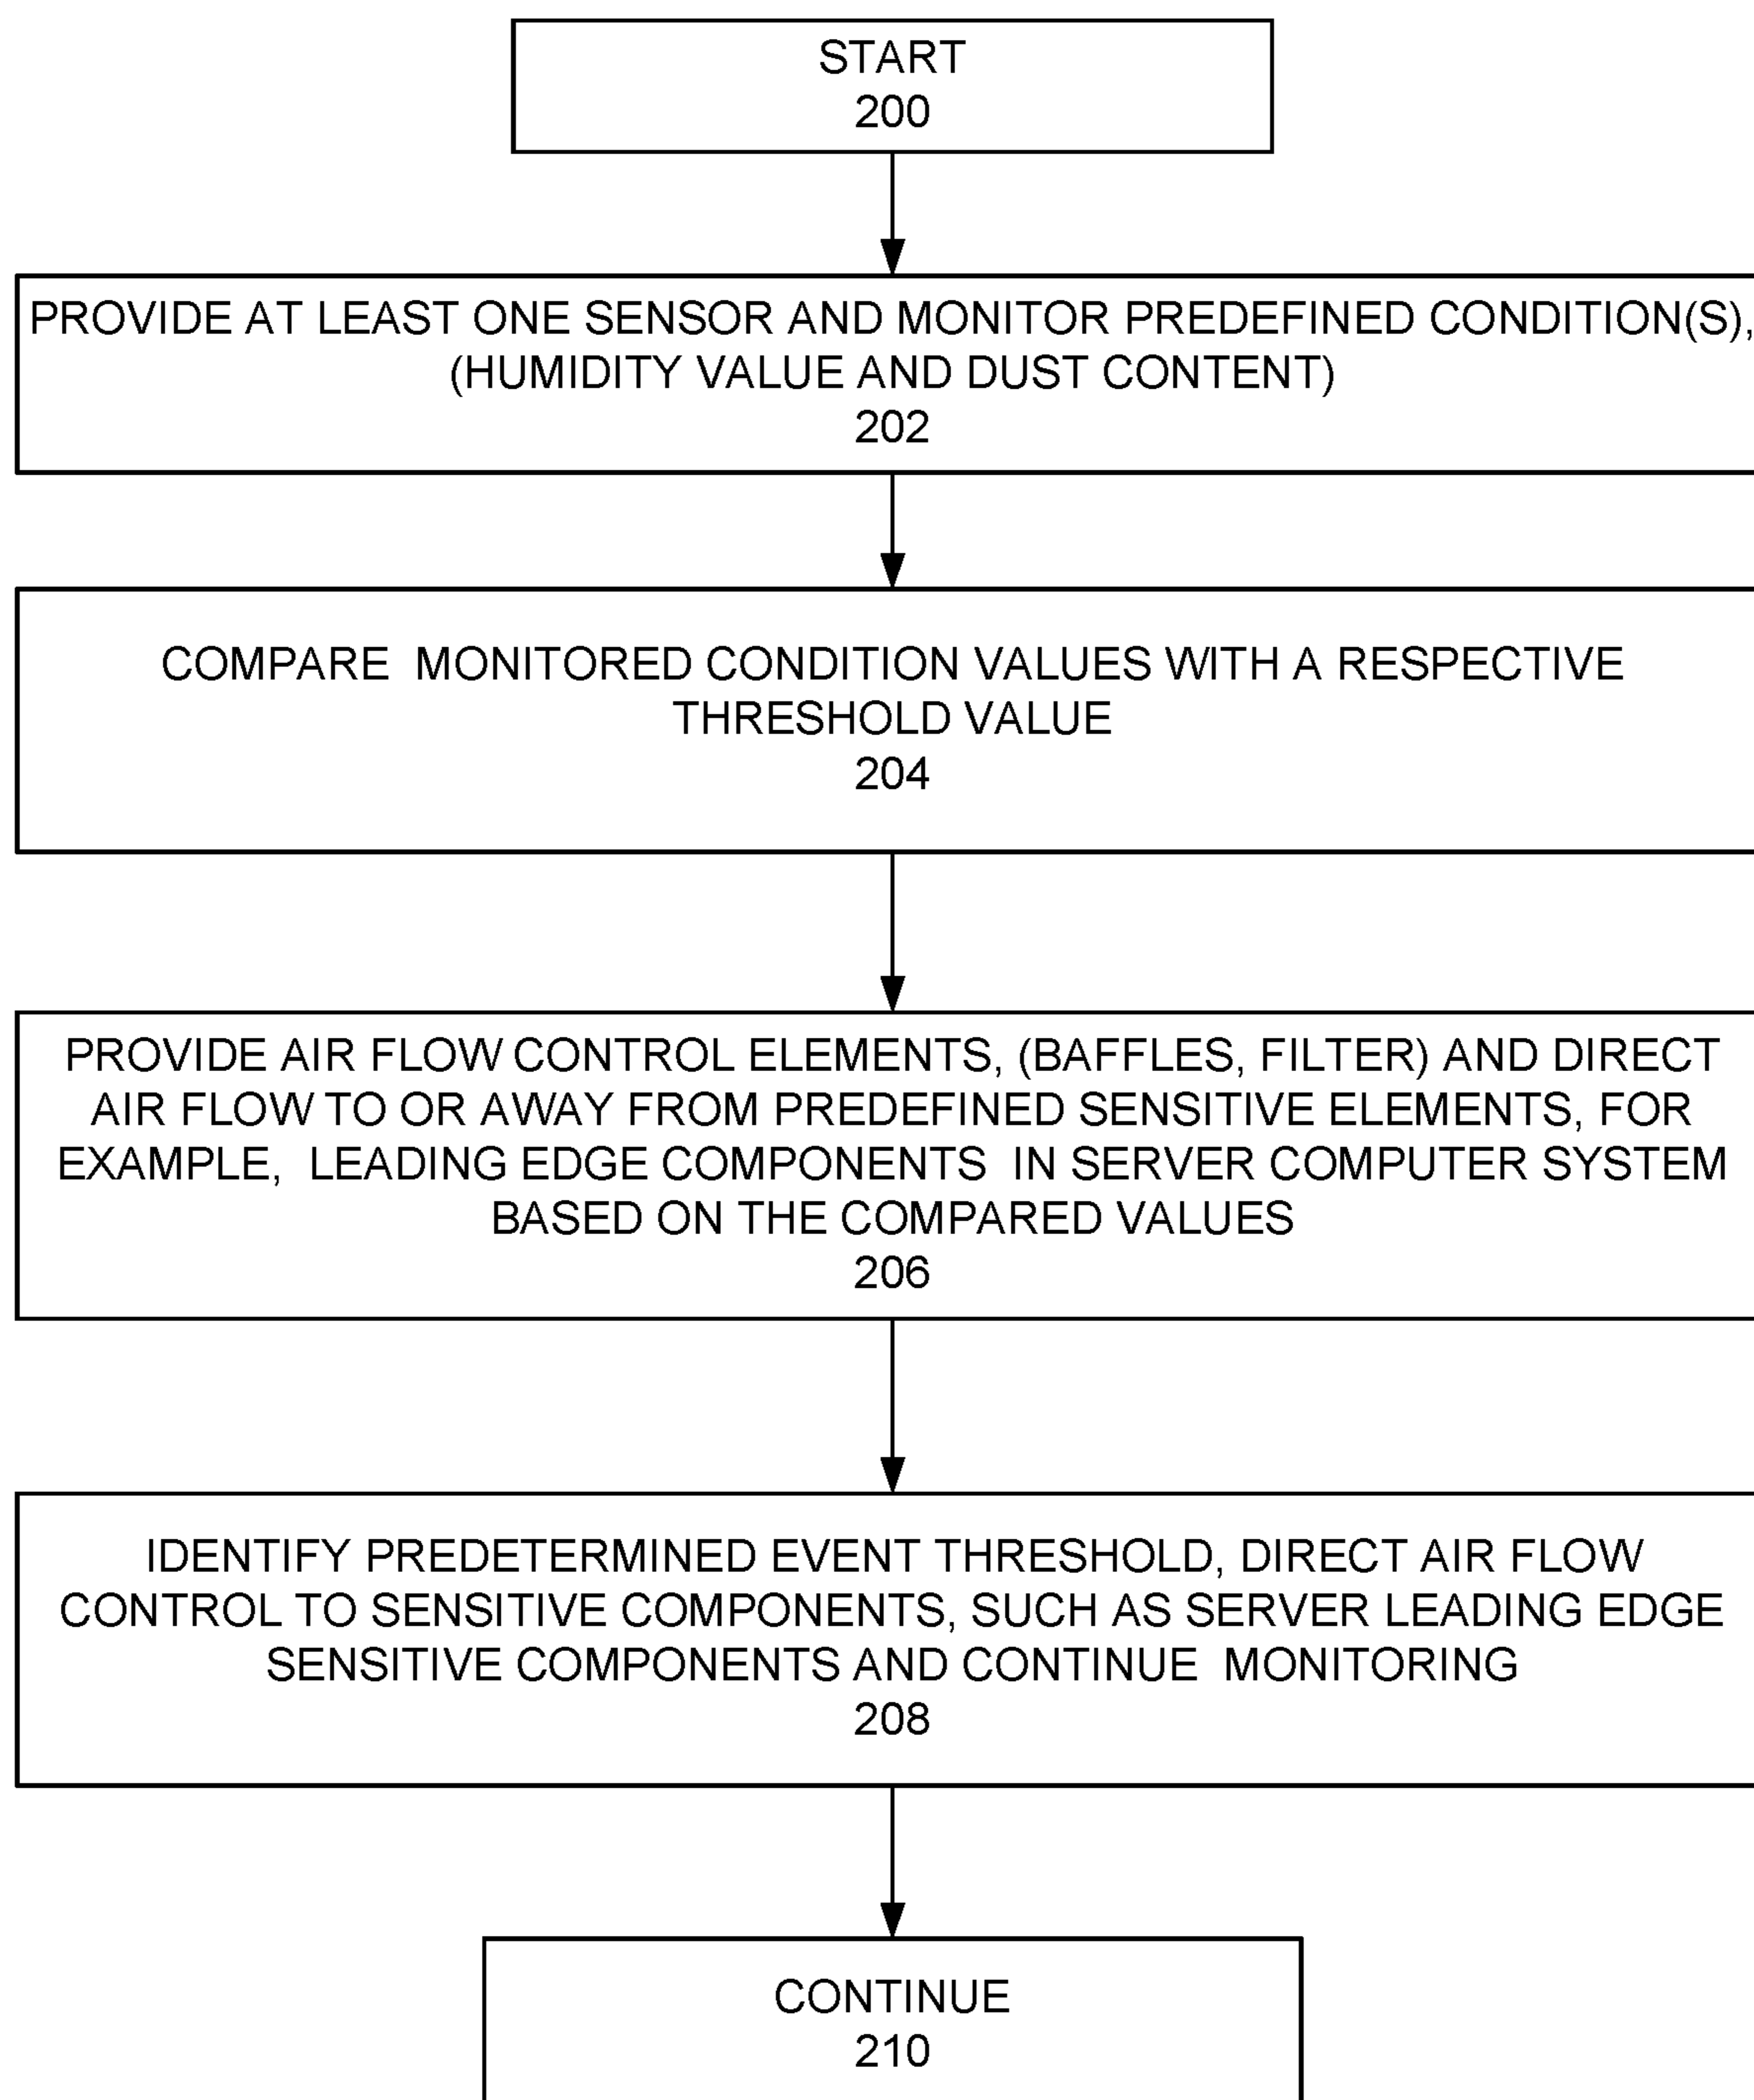 START
200
PROVIDE AT LEAST ONE SENSOR AND MONITOR PREDEFINED CONDITION(S),
(HUMIDITY VALUE AND DUST CONTENT)
202
COMPARE MONITORED CONDITION VALUES WITH A RESPECTIVE
THRESHOLD VALUE
204
PROVIDE AIR FLOW CONTROL ELEMENTS, (BAFFLES, FILTER) AND DIRECT
AIR FLOW TO OR AWAY FROM PREDEFINED SENSITIVE ELEMENTS, FOR
EXAMPLE, LEADING EDGE COMPONENTS IN SERVER COMPUTER SYSTEM
BASED ON THE COMPARED VALUES
206
IDENTIFY PREDETERMINED EVENT THRESHOLD, DIRECT AIR FLOW
CONTROL TO SENSITIVE COMPONENTS, SUCH AS SERVER LEADING EDGE
SENSITIVE COMPONENTS AND CONTINUE MONITORING
208
CONTINUE
210